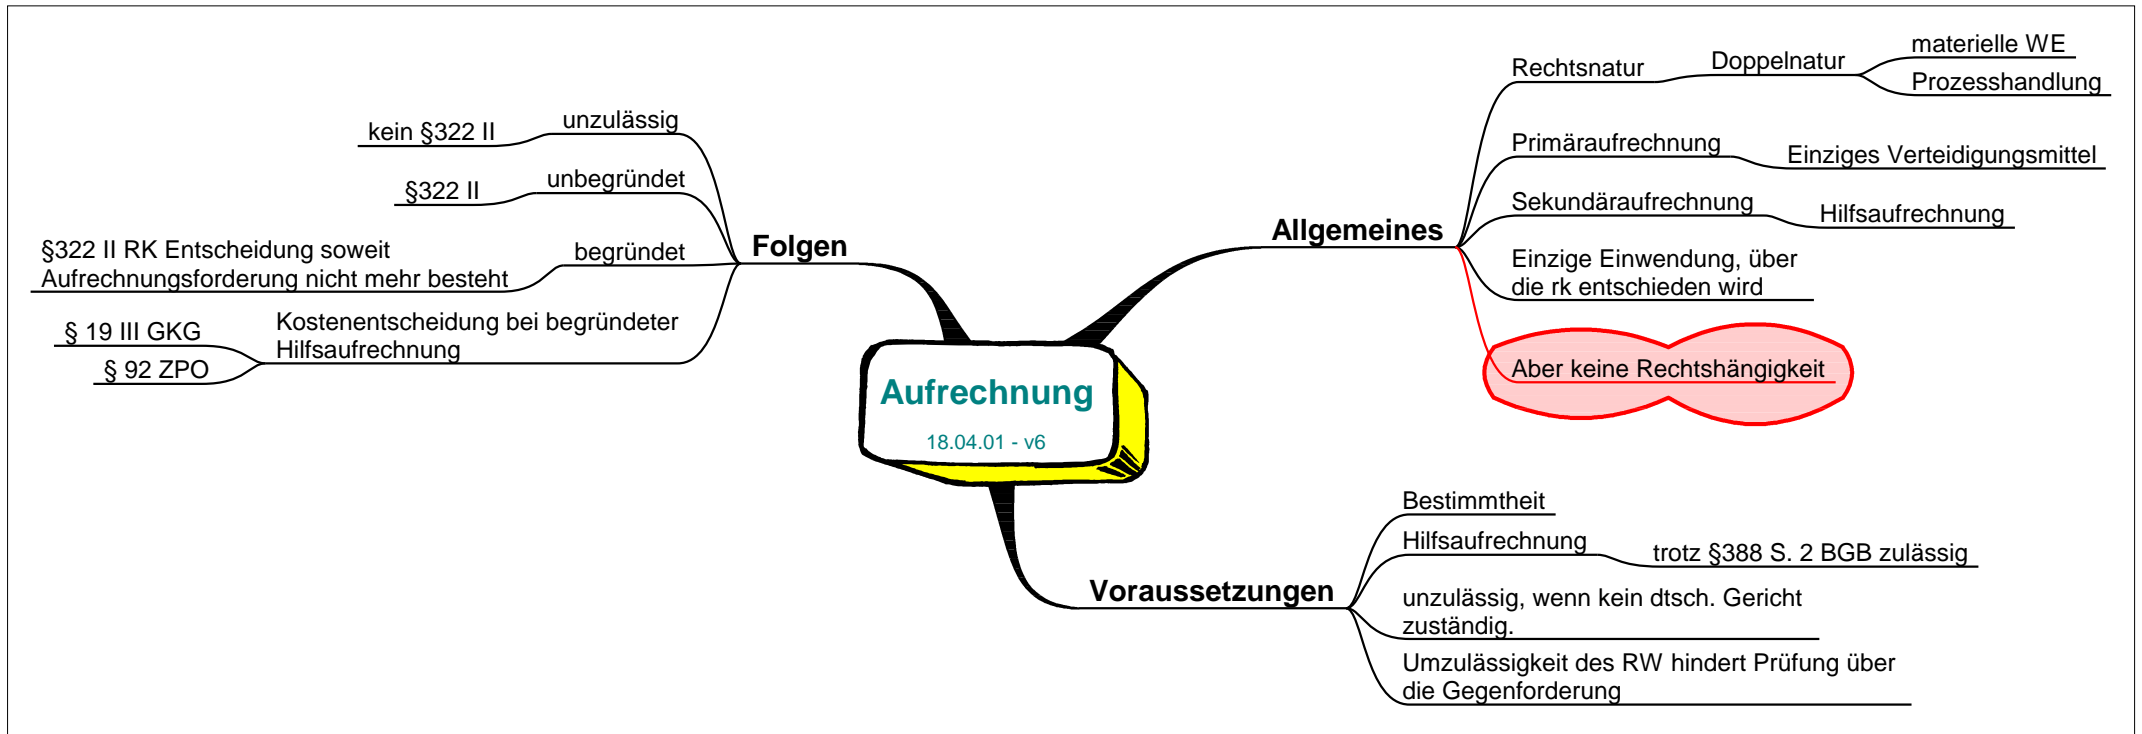 Aufrechnung
18.04.01 - v6
Allgemeines
Rechtsnatur
Doppelnatur
materielle WE
Prozesshandlung
Primäraufrechnung
Einziges Verteidigungsmittel
Sekundäraufrechnung
Hilfsaufrechnung
Einzige Einwendung, über
die rk entschieden wird
Aber keine Rechtshängigkeit
Voraussetzungen
Bestimmtheit
Hilfsaufrechnung
trotz §388 S. 2 BGB zulässig
unzulässig, wenn kein dtsch. Gericht
zuständig.
Umzulässigkeit des RW hindert Prüfung über
die Gegenforderung
Folgen
unzulässig
kein §322 II
unbegründet
§322 II
begründet
§322 II RK Entscheidung soweit
Aufrechnungsforderung nicht mehr besteht
Kostenentscheidung bei begründeter
Hilfsaufrechnung
§ 19 III GKG
§ 92 ZPO